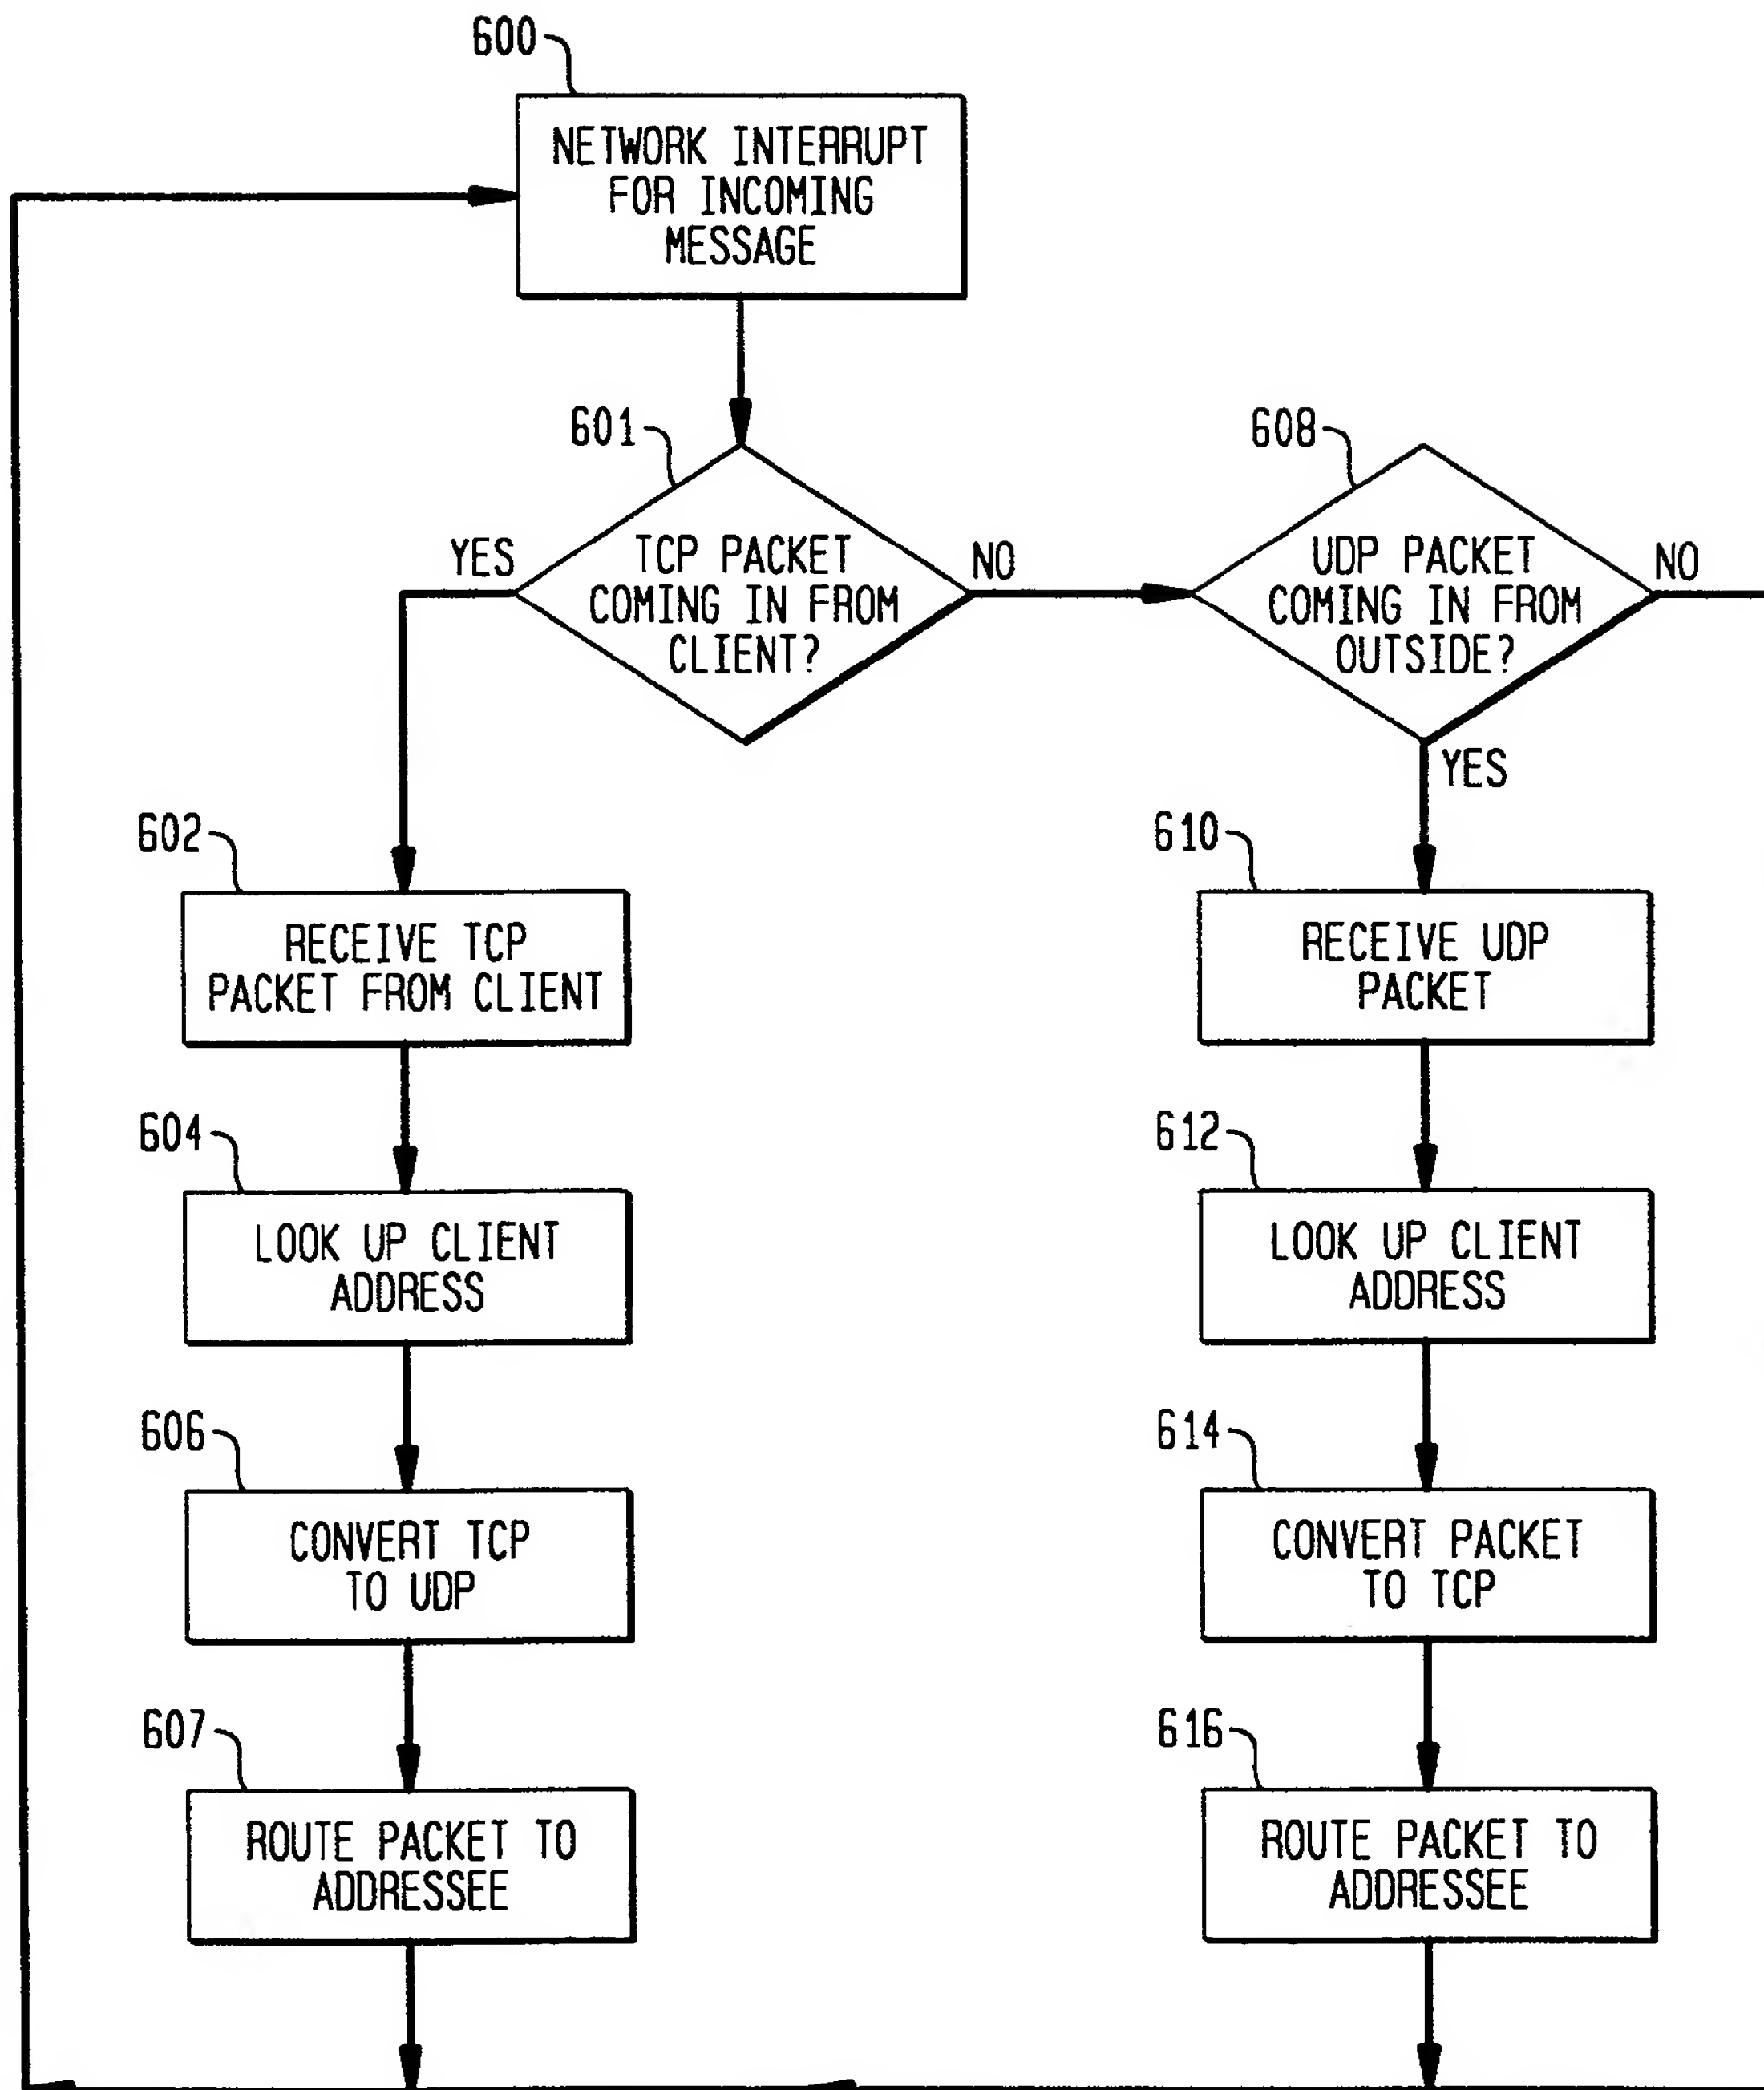 600
NETWORK INTERRUPT
FOR INCOMING
MESSAGE
601
YES
TCP PACKET
COMING IN FROM
CLIENT?
NO
608
UDP PACKET
COMING IN FROM
OUTSIDE?
NO
YES
602
RECEIVE TCP
PACKET FROM CLIENT
610
RECEIVE UDP
PACKET
604
LOOK UP CLIENT
ADDRESS
612
LOOK UP CLIENT
ADDRESS
606
CONVERT TCP
TO UDP
614
CONVERT PACKET
TO TCP
607
ROUTE PACKET TO
ADDRESSEE
616
ROUTE PACKET TO
ADDRESSEE